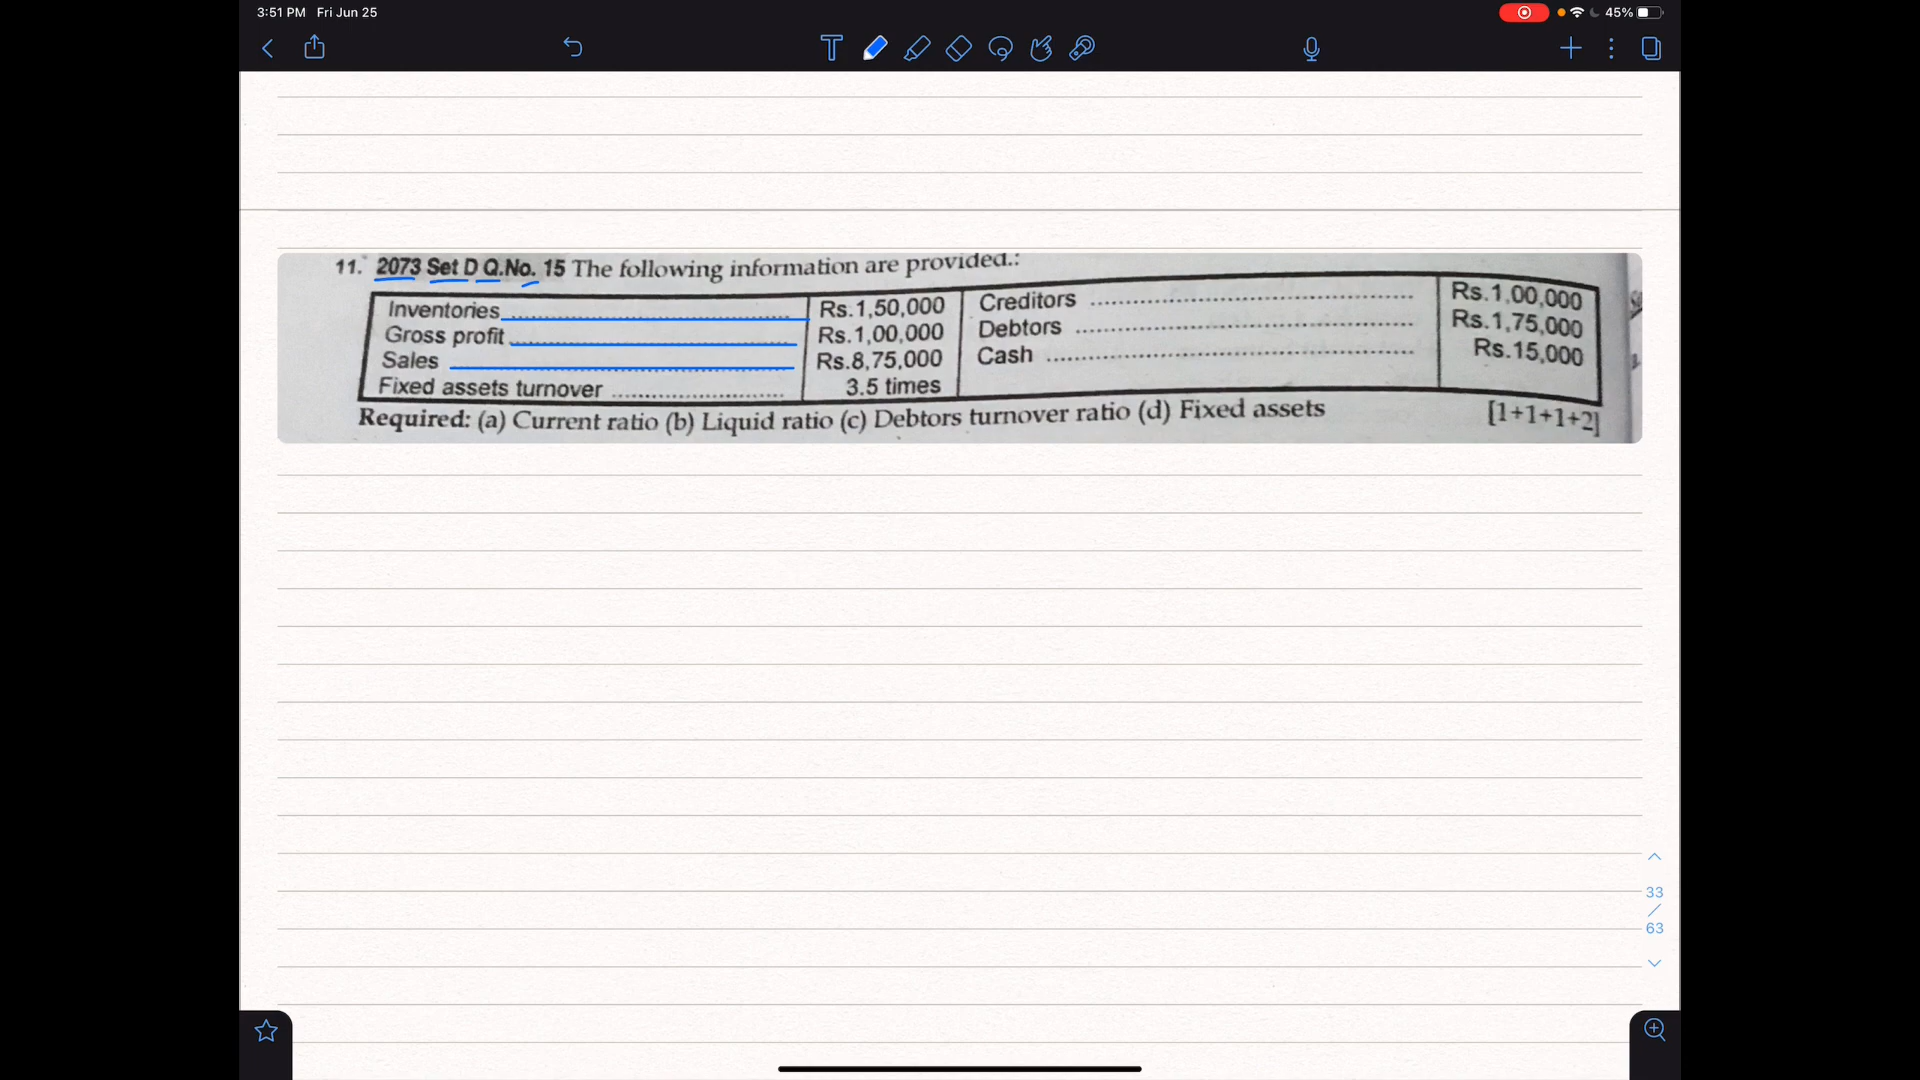 3:51 PM Fri Jun 25
45%
11. 2073 Set D Q.No. 15 The following information are provided.:
Inventories Rs.1,50,000 Creditors Rs.1,00,000
Gross profit Rs.1,00,000 Debtors Rs.1,75,000
Sales Rs.8,75,000 Cash Rs.15,000
Fixed assets turnover 3.5 times
Required: (a) Current ratio (b) Liquid ratio (c) Debtors turnover ratio (d) Fixed assets [1+1+1+2]
33
/
63